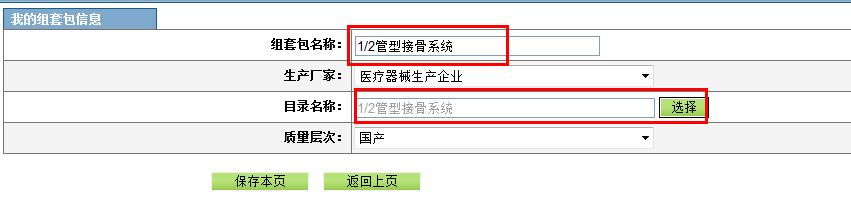 我的组套包信息
组套包名称： 1/2管型接骨系统
生产厂家： 医疗器械生产企业
目录名称： 1/2管型接骨系统 选择
质量层次： 国产
保存本页 返回上页